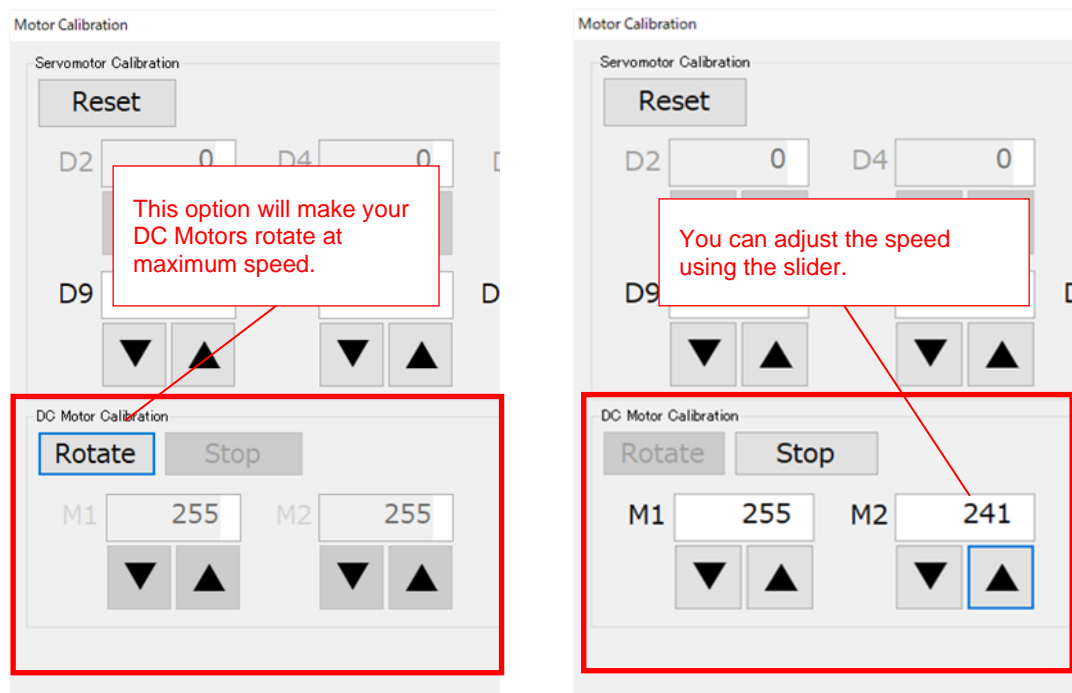 Motor Calibration
Servomotor Calibration
Reset
D2 0 D4 0
This option will make your
DC Motors rotate at
maximum speed.
D9 D
DC Motor Calibration
Rotate Stop
M1 255 M2 255
Motor Calibration
Servomotor Calibration
Reset
D2 0 D4 0
You can adjust the speed
using the slider.
D9
DC Motor Calibration
Rotate Stop
M1 255 M2 241